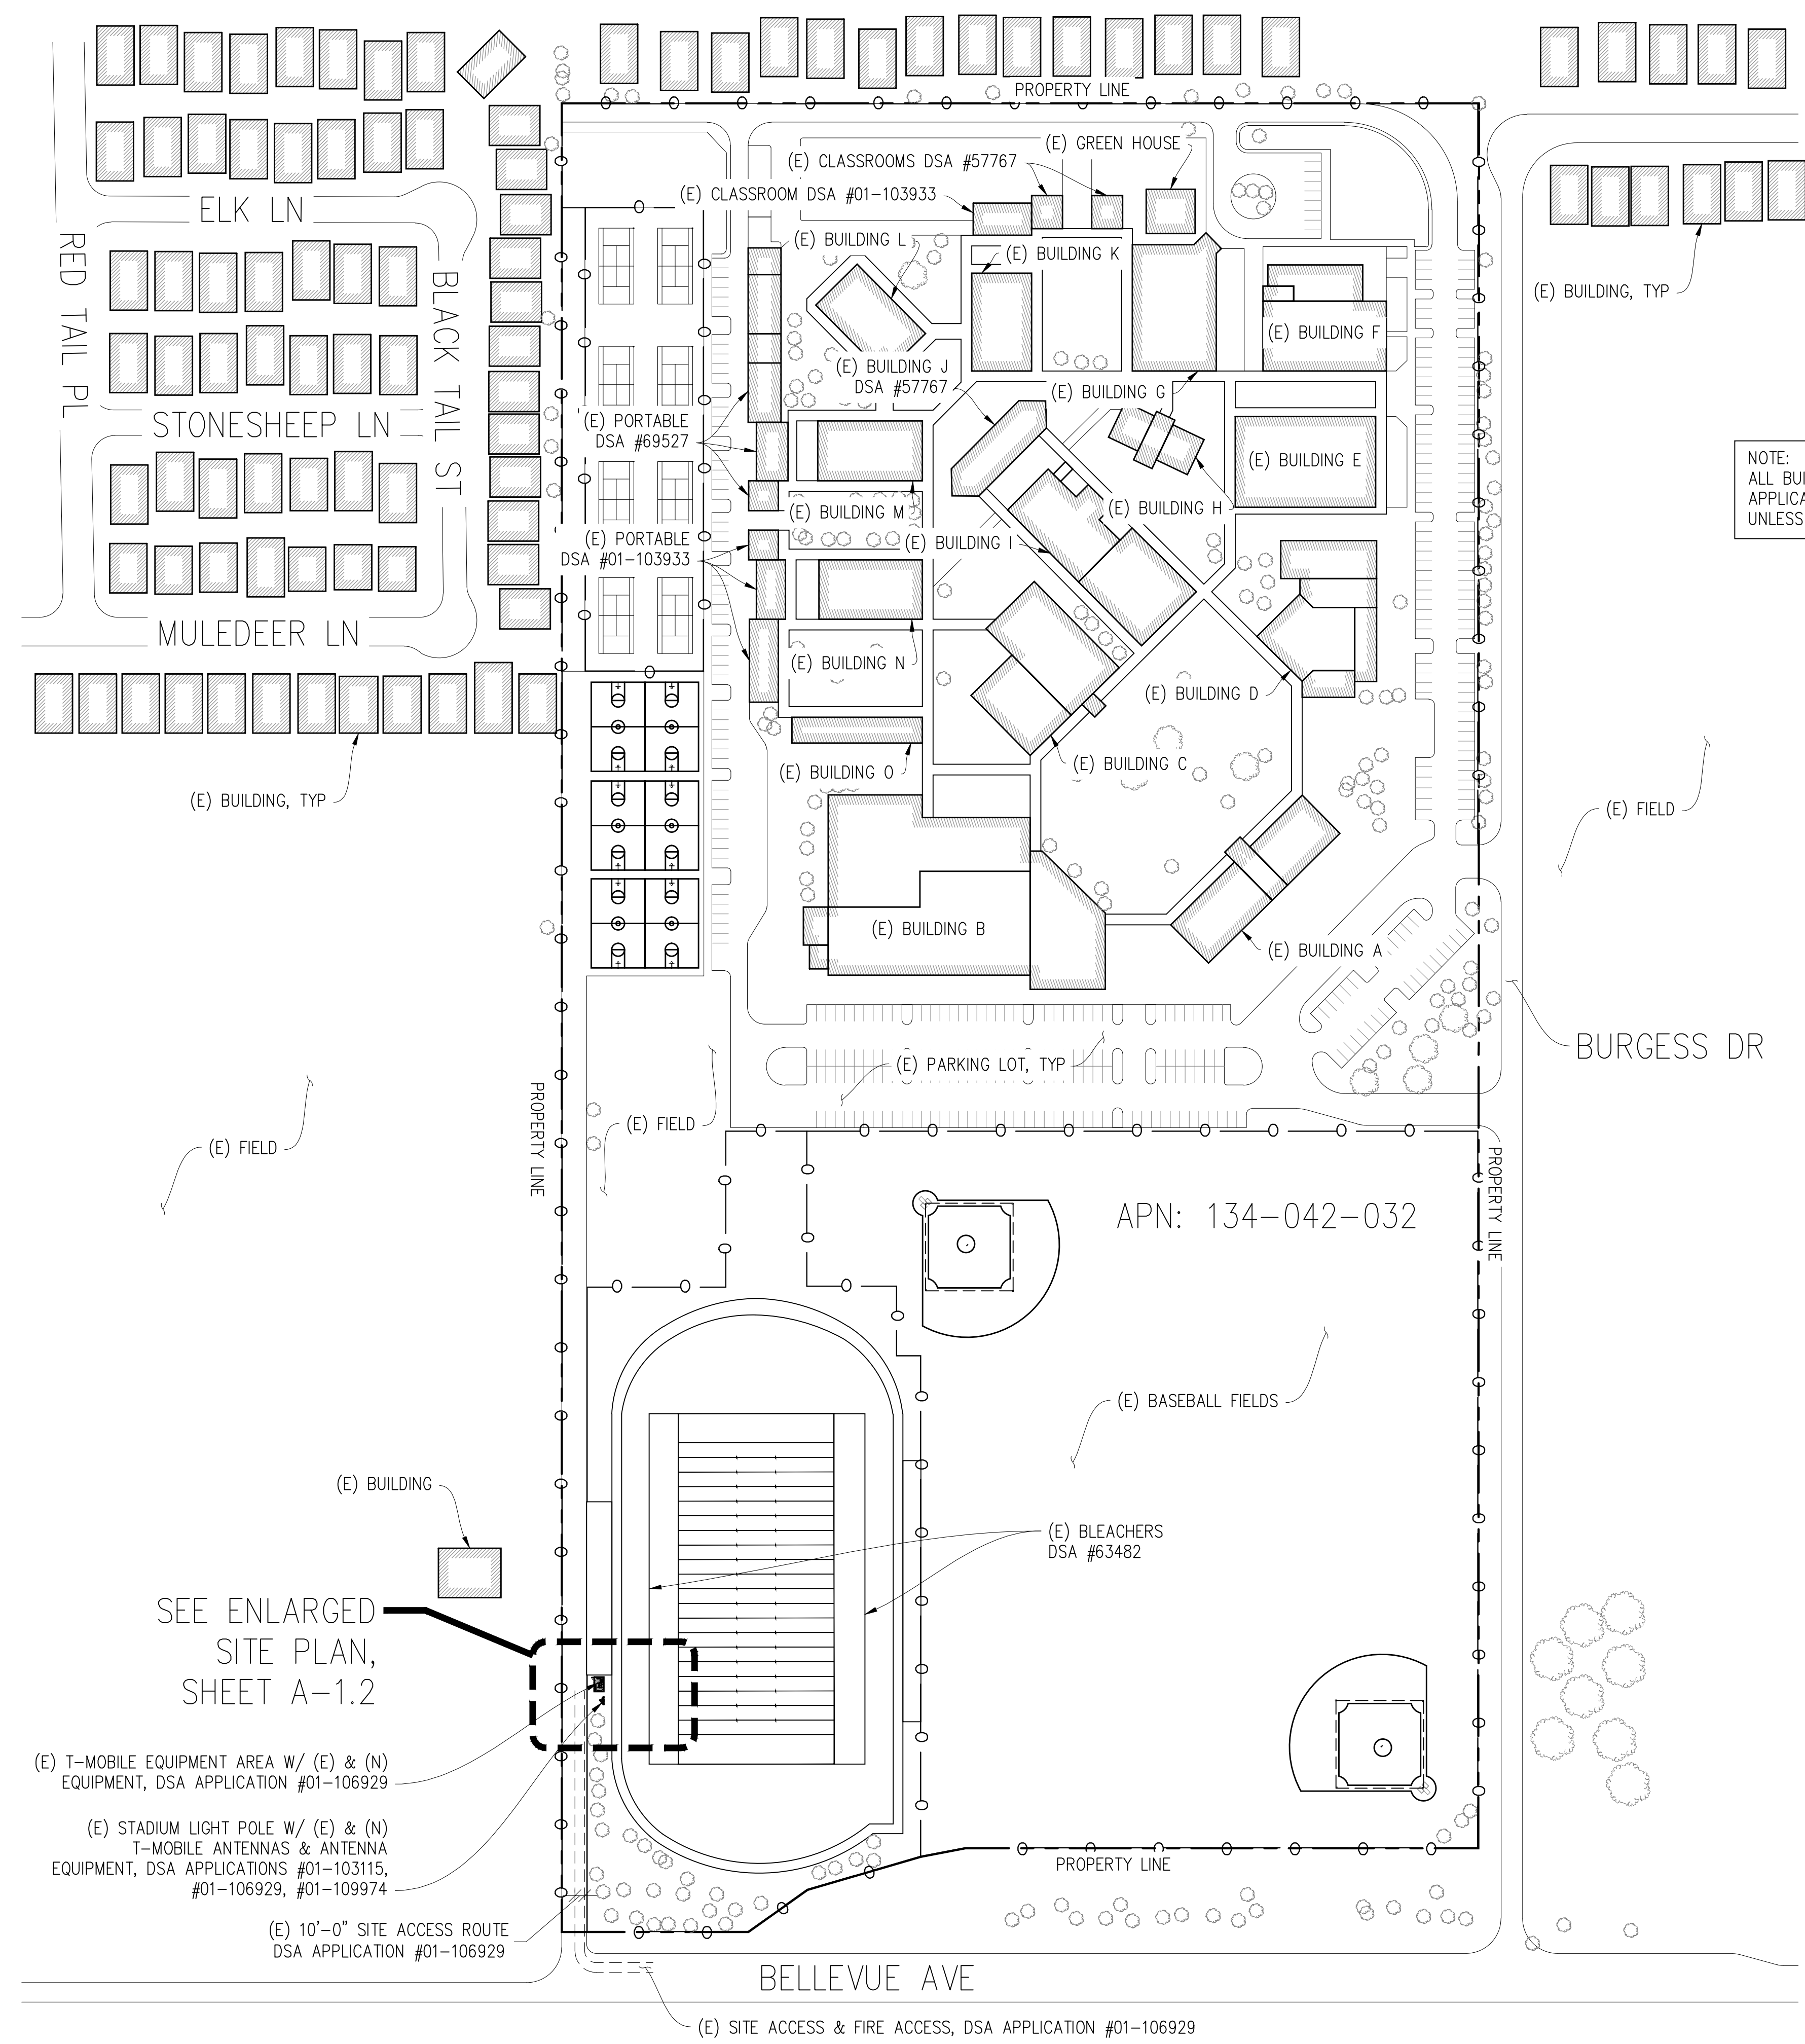 PROPERTY LINE
(E) GREEN HOUSE
(E) CLASSROOMS DSA #57767
(E) CLASSROOM DSA #01-103933
ELK LN
RED TAIL PL
BLACK TAIL ST
(E) BUILDING L
(E) BUILDING K
(E) BUILDING, TYP
(E) BUILDING F
(E) BUILDING J
DSA #57767
(E) BUILDING G
STONESHEEP LN
(E) PORTABLE
DSA #69527
(E) BUILDING E
NOTE:
ALL BUI
APPLICA
UNLESS
(E) BUILDING M
(E) BUILDING H
(E) BUILDING I
(E) PORTABLE
DSA #01-103933
MULEDEER LN
(E) BUILDING N
(E) BUILDING D
(E) BUILDING O
(E) BUILDING C
(E) BUILDING, TYP
(E) FIELD
(E) BUILDING B
(E) BUILDING A
BURGESS DR
(E) PARKING LOT, TYP
PROPERTY LINE
(E) FIELD
(E) FIELD
PROPERTY LINE
APN: 134-042-032
(E) BASEBALL FIELDS
(E) BUILDING
(E) BLEACHERS
DSA #63482
SEE ENLARGED
SITE PLAN,
SHEET A-1.2
(E) T-MOBILE EQUIPMENT AREA W/ (E) & (N)
EQUIPMENT, DSA APPLICATION #01-106929
(E) STADIUM LIGHT POLE W/ (E) & (N)
T-MOBILE ANTENNAS & ANTENNA
EQUIPMENT, DSA APPLICATIONS #01-103115,
#01-106929, #01-109974
PROPERTY LINE
(E) 10'-0" SITE ACCESS ROUTE
DSA APPLICATION #01-106929
BELLEVUE AVE
(E) SITE ACCESS & FIRE ACCESS, DSA APPLICATION #01-106929